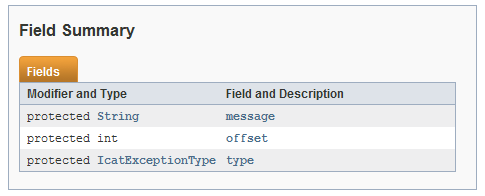 Field Summary
Fields
Modifier and Type Field and Description
protected String message
protected int offset
protected IcatExceptionType type